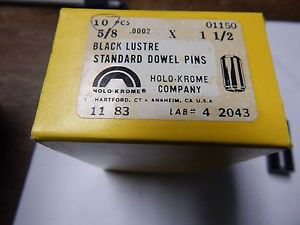 10 PCS 01150
5/8 .0002 X 1 1/2
BLACK LUSTRE
STANDARD DOWEL PINS
HOLO-KROME
HOLO-KROME COMPANY
HARTFORD, CT • ANAHEIM, CA U.S.A
11 83 LAB# 4 2043